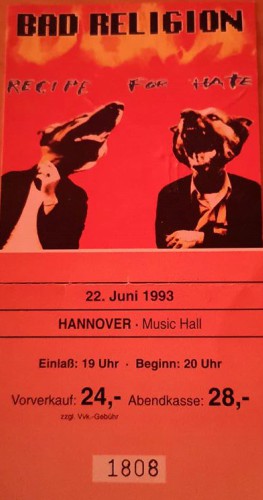 BAD RELIGION
RECIPE FOR HATE
22. Juni 1993
HANNOVER · Music Hall
Einlaß: 19 Uhr · Beginn: 20 Uhr
Vorverkauf: 24,- Abendkasse: 28,-
zzgl. Vvk.-Gebühr
1808